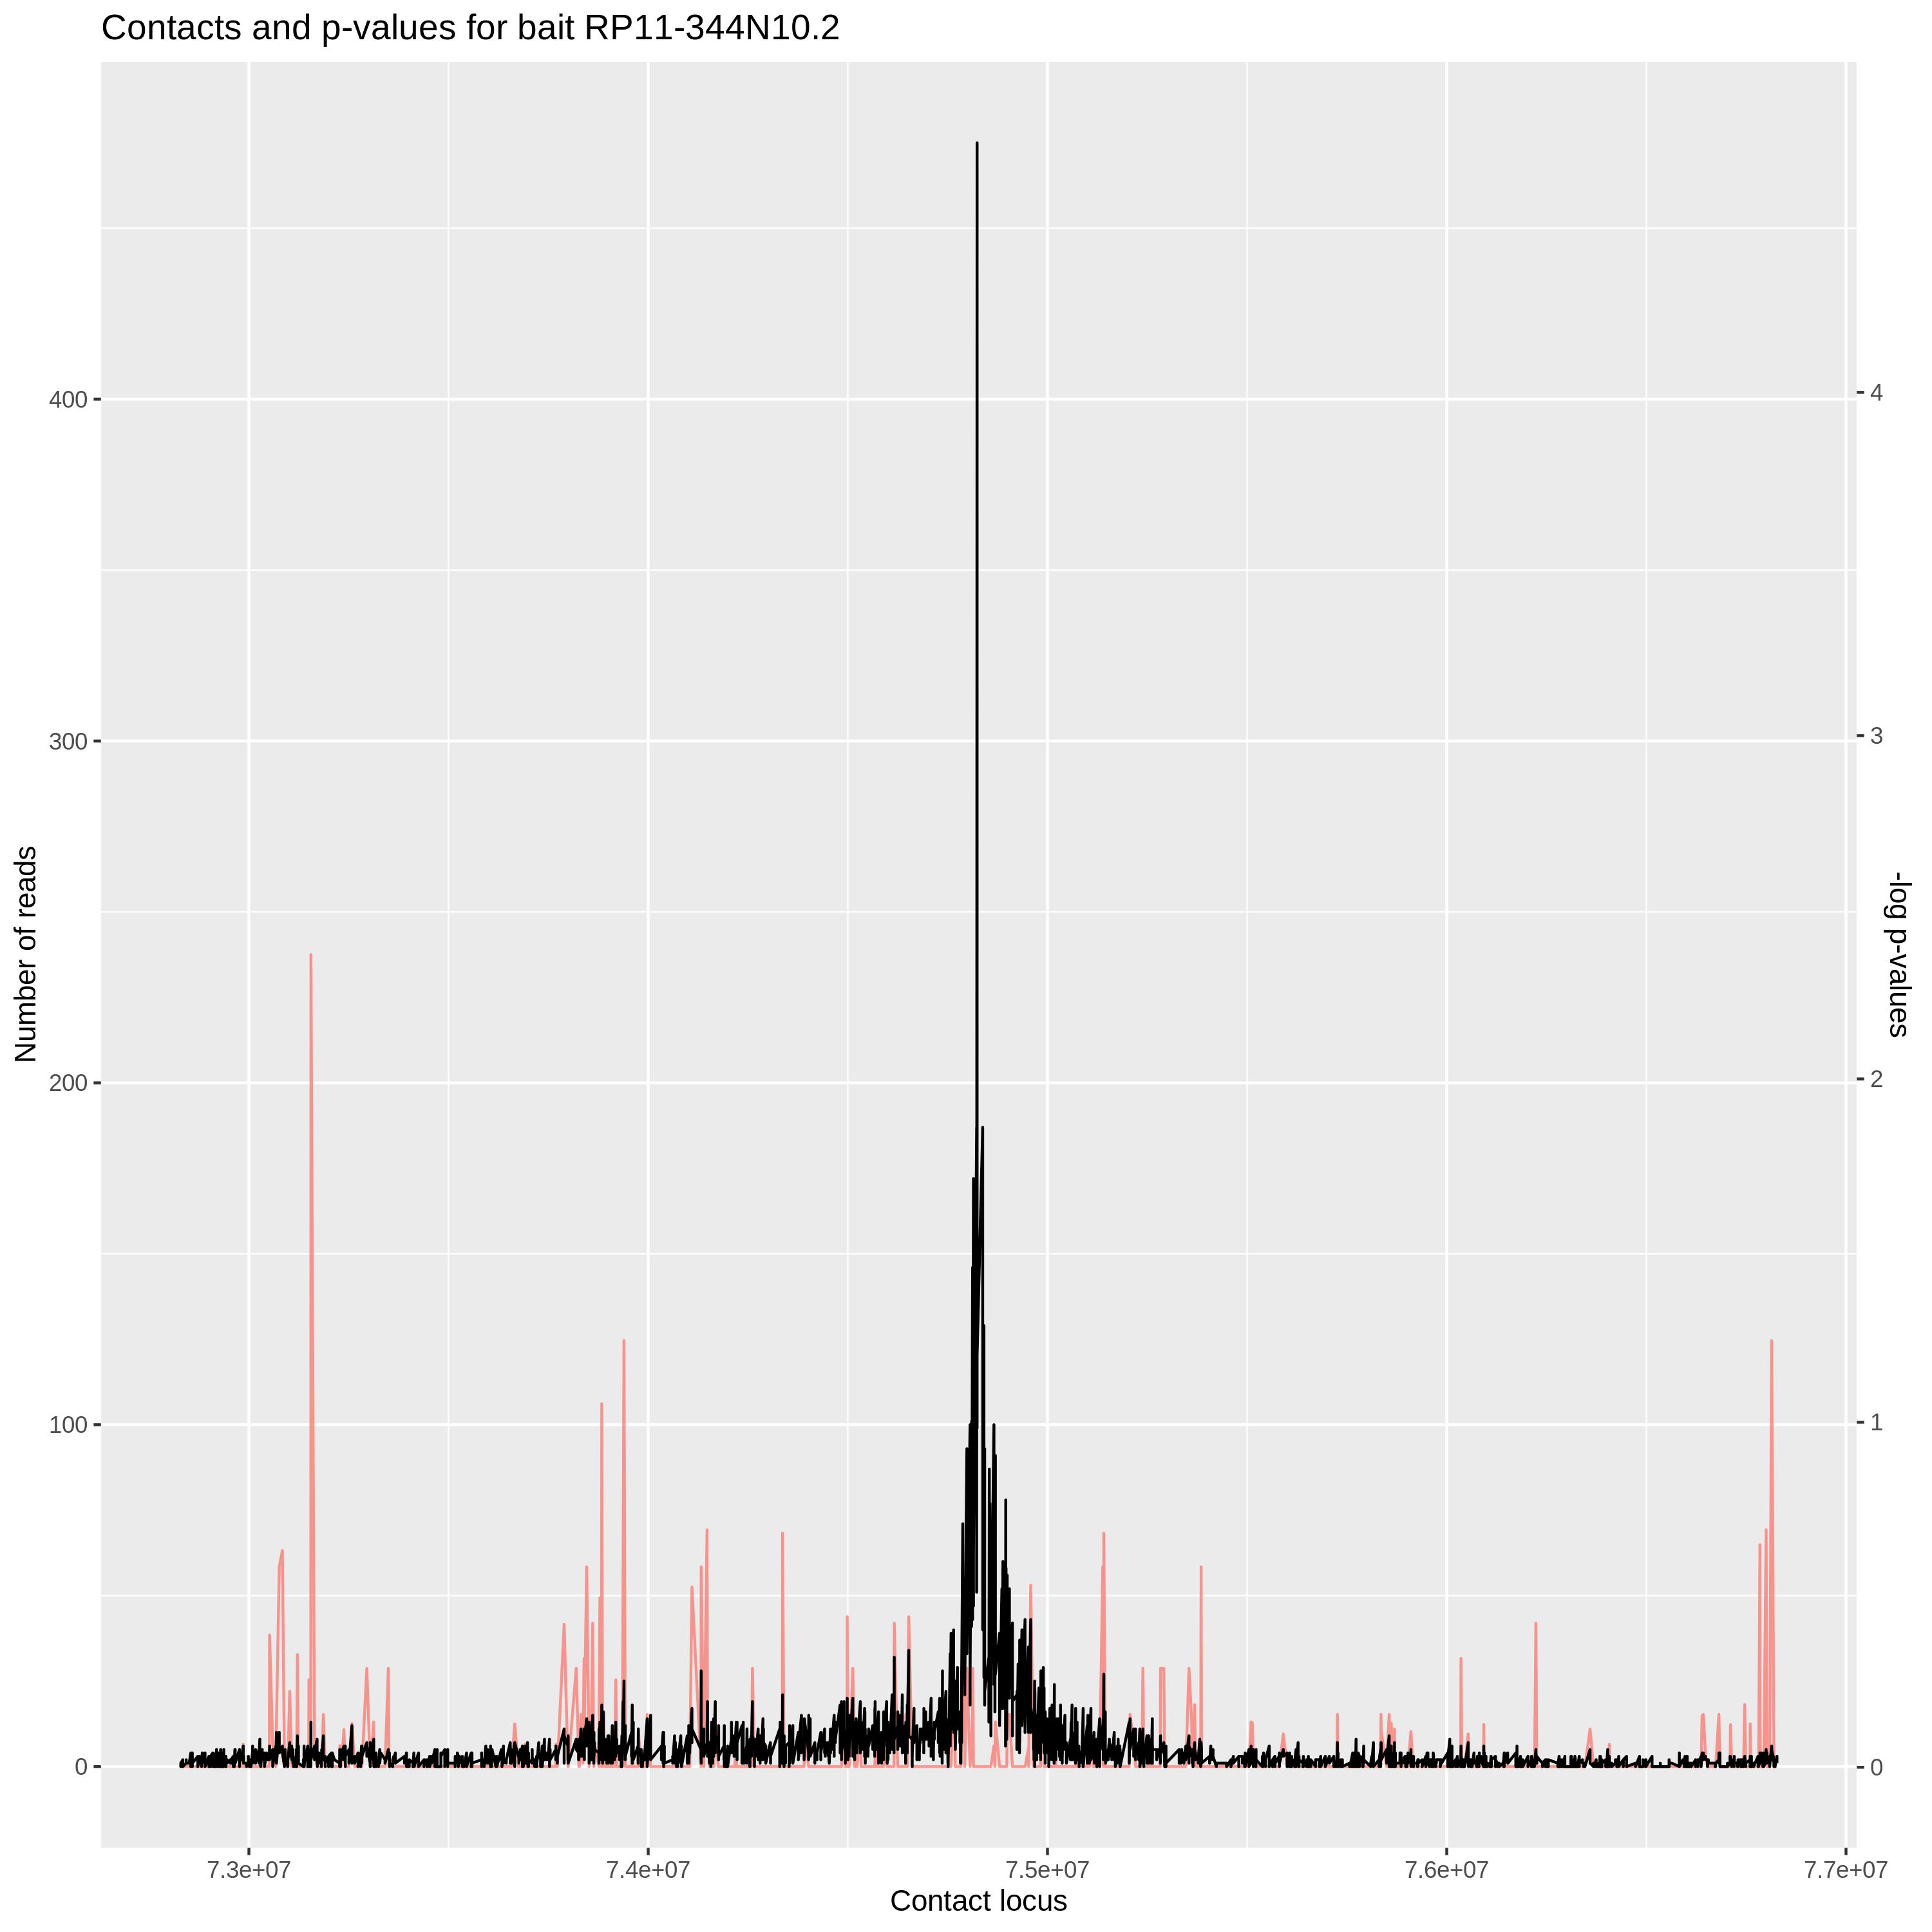 Contacts and p-values for bait RP11-344N10.2
400
300
200
100
0
Number of reads
4
3
2
1
0
-log p-values
7.3e+07
7.4e+07
7.5e+07
7.6e+07
7.7e+07
Contact locus